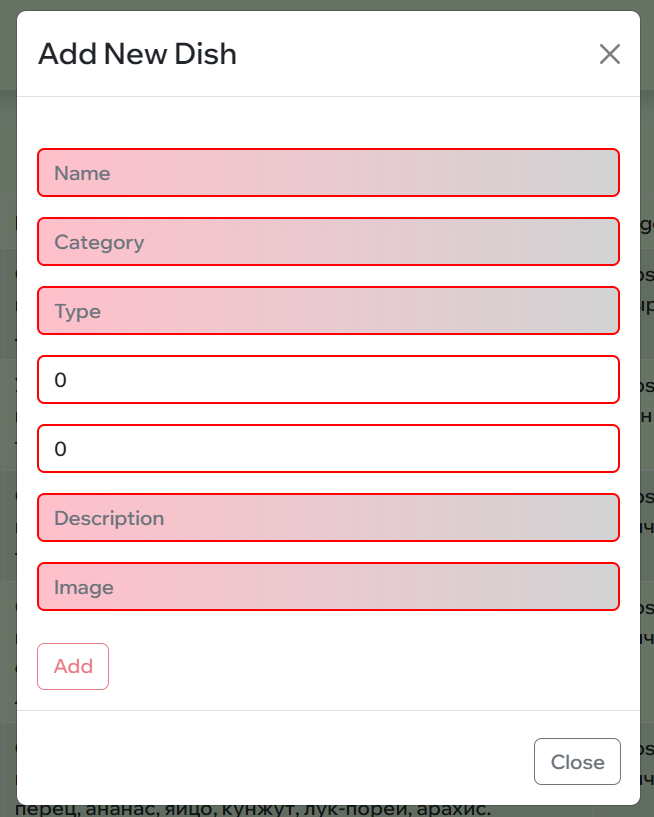 Add New Dish
Name
Category
Type
0
0
Description
Image
Add
Close
перец, ананас, яйцо, кунжут, лук-порей, арахис.